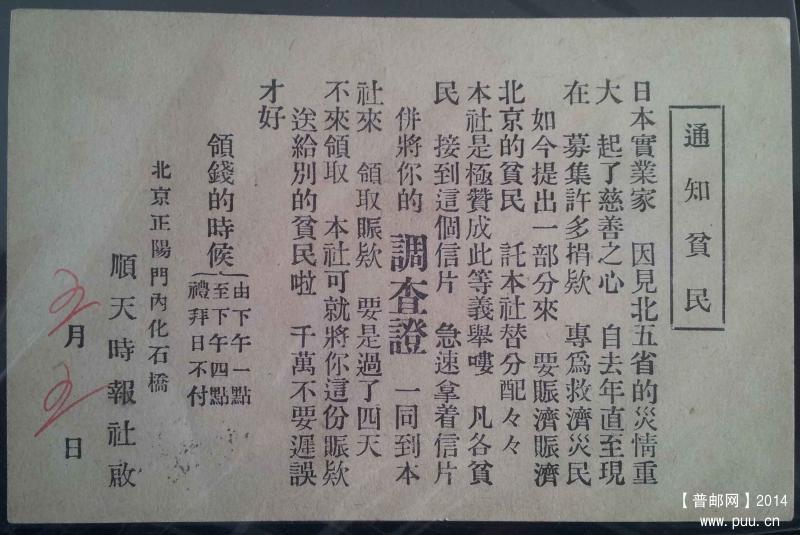 通知貧民
日本實業家　因見北五省的災情重
大　起了慈善之心　自去年直至現
在　募集許多捐欵　專爲救濟災民
如今提出一部分來　要賑濟賑濟
北京的貧民　託本社替分配々々
本社是極贊成此等義舉嘍　凡各貧
民　接到這個信片　急速拿着信片
倂將你的　調查證　一同到本
社來　領取賑欵　要是過了四天
不來領取　本社可就將你這份賑欵
送給別的貧民啦　千萬不要遲誤
才好
領錢的時候
由下午一點
至下午四點
禮拜日不付
北京正陽門內化石橋
順天時報社啟
月　日
【普邮网】2014
www.puu.cn